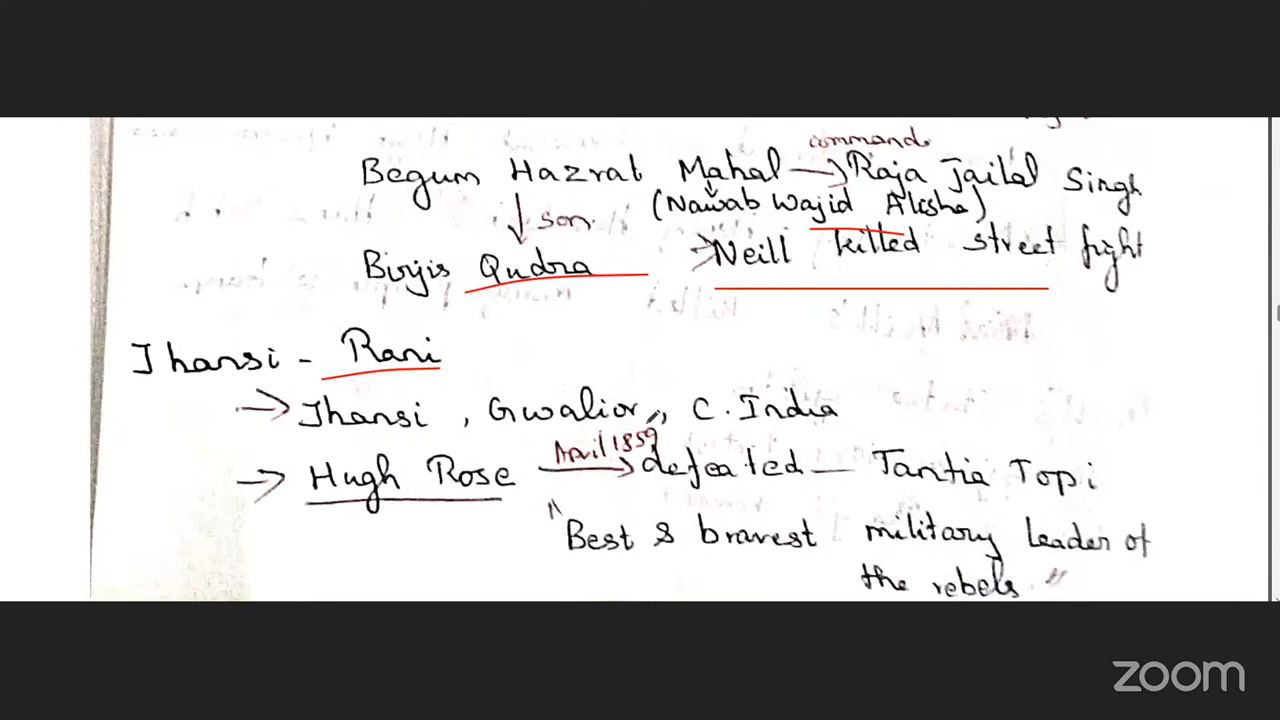 command
Begum Hazrat Mahal → Raja Jailal Singh
↓ son (Nawab Wajid Alisha)
Birjis Qudra → Neill killed street fight
Jhansi - Rani
→ Jhansi, Gwalior, C. India
April 1859
→ Hugh Rose → defeated — Tantia Topi
"Best & bravest military leader of
the rebels"
zoom